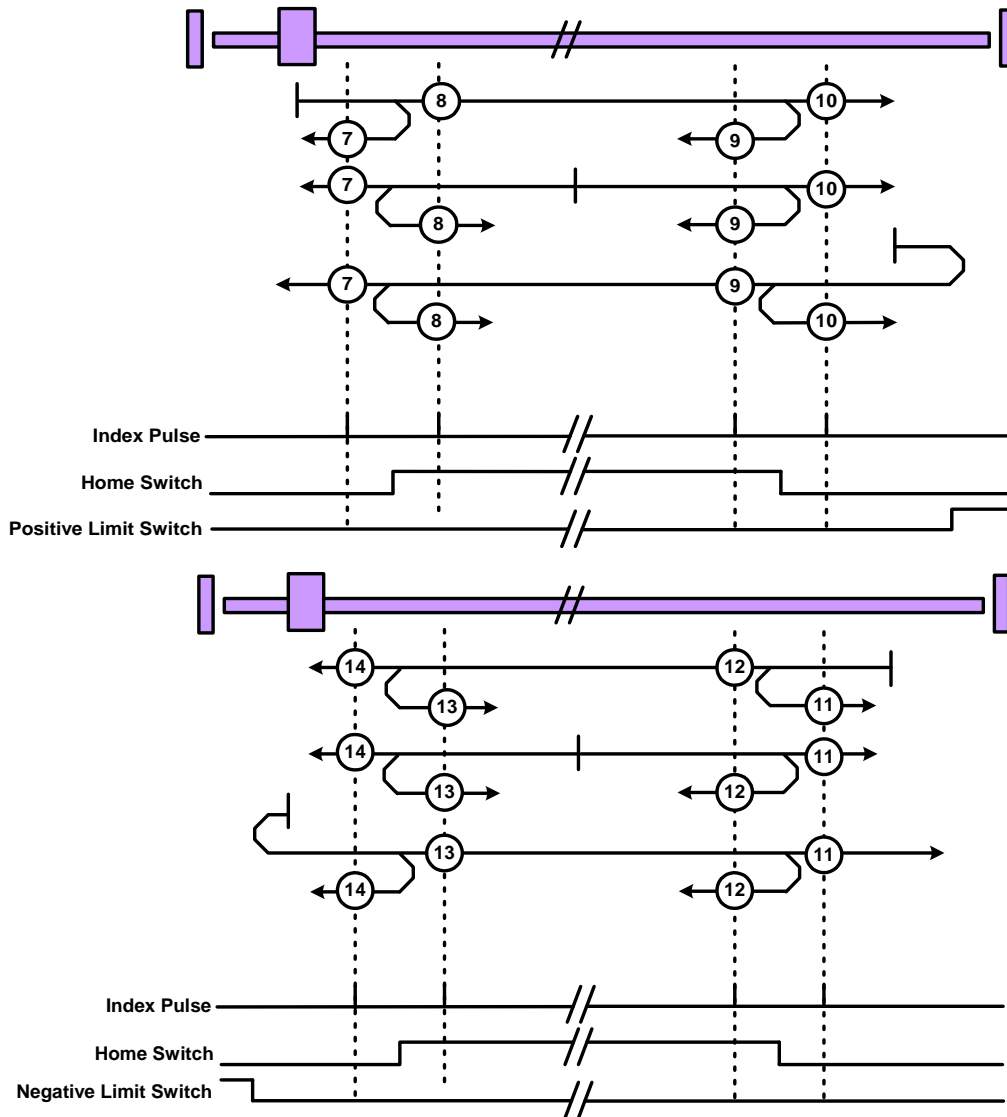 8 10
7 9
7 10
8 9
7 9
8 10
Index Pulse
Home Switch
Positive Limit Switch
14 12
13 11
14 11
13 12
13 11
14 12
Index Pulse
Home Switch
Negative Limit Switch